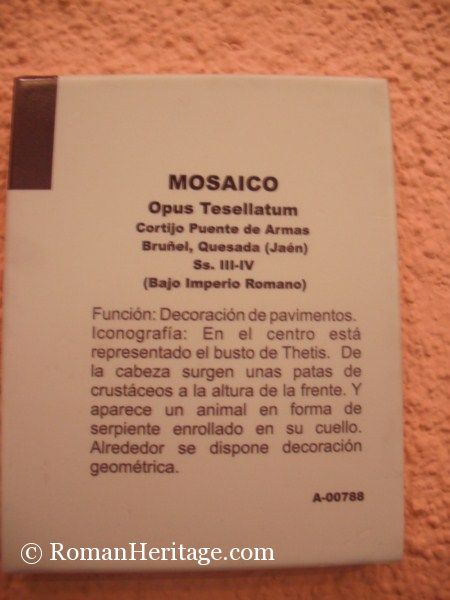 MOSAICO
Opus Tesellatum
Cortijo Puente de Armas
Bruñel, Quesada (Jaén)
Ss. III-IV
(Bajo Imperio Romano)
Función: Decoración de pavimentos.
Iconografía: En el centro está
representado el busto de Thetis. De
la cabeza surgen unas patas de
crustáceos a la altura de la frente. Y
aparece un animal en forma de
serpiente enrollado en su cuello.
Alrededor se dispone decoración
geométrica.
A-00788
© RomanHeritage.com